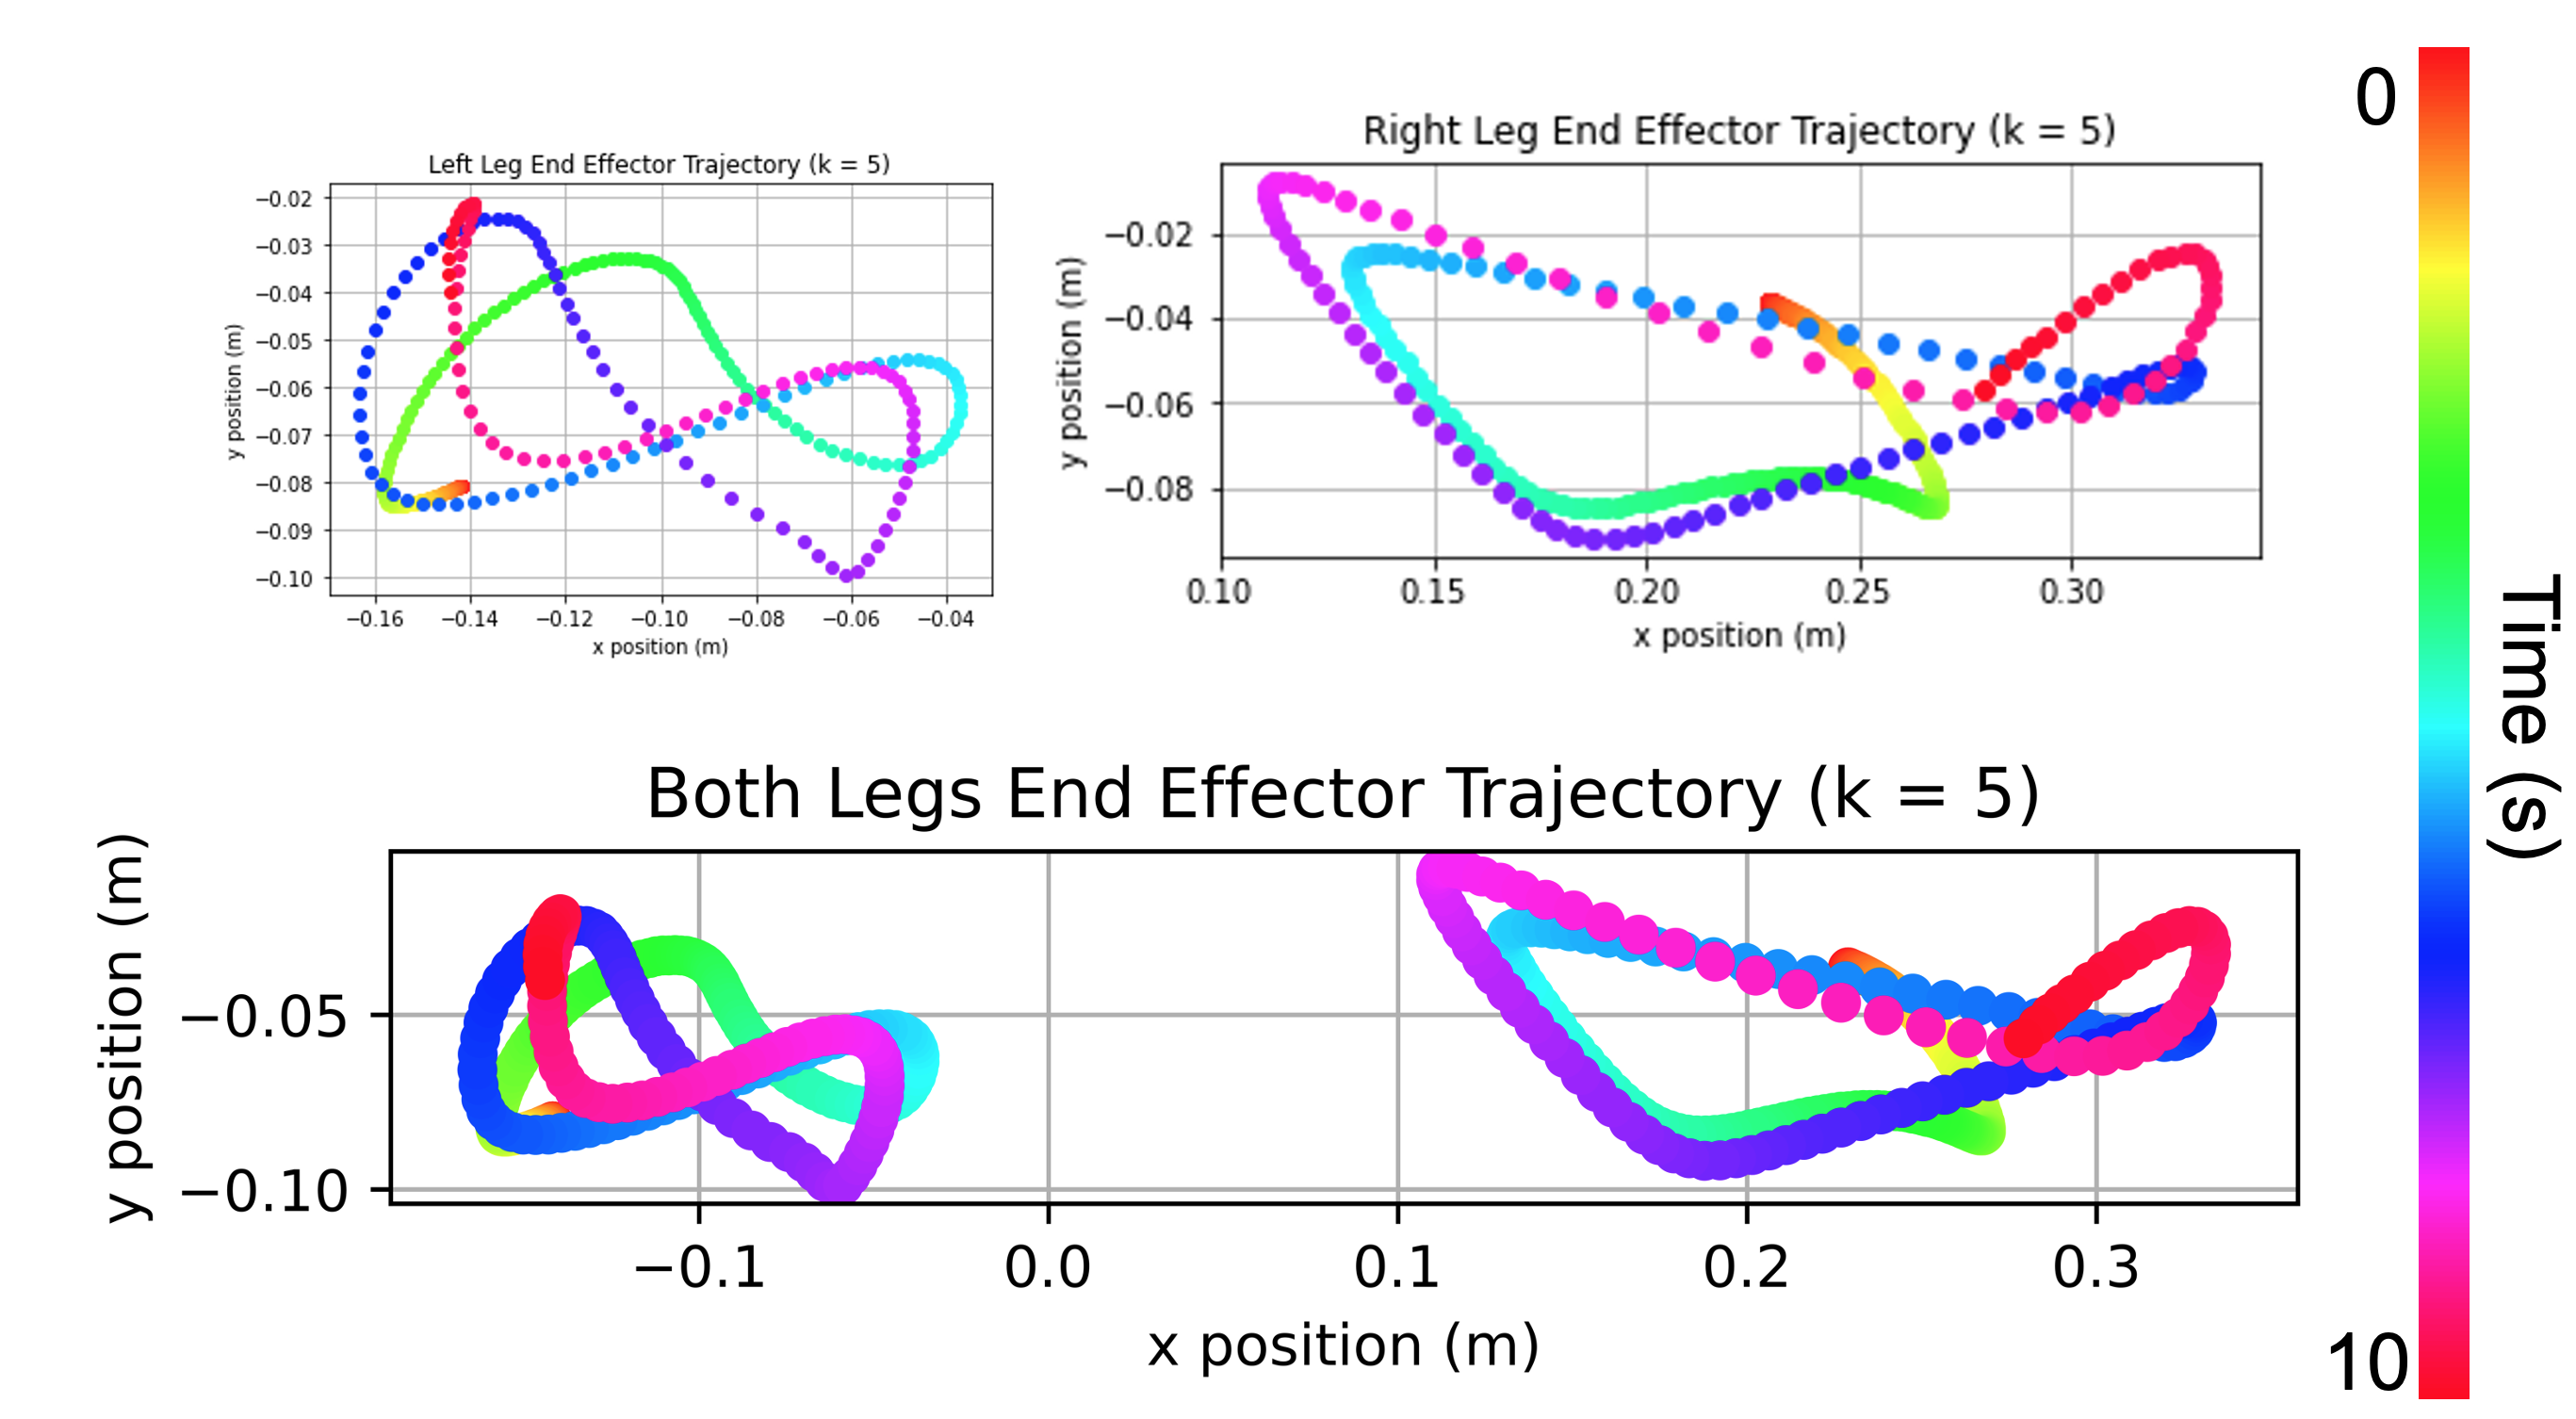 Left Leg End Effector Trajectory (k = 5)
−0.02
−0.03
−0.04
−0.05
−0.06
−0.07
−0.08
−0.09
−0.10
y position (m)
−0.16 −0.14 −0.12 −0.10 −0.08 −0.06 −0.04
x position (m)
Right Leg End Effector Trajectory (k = 5)
−0.02
−0.04
−0.06
−0.08
y position (m)
0.10 0.15 0.20 0.25 0.30
x position (m)
Both Legs End Effector Trajectory (k = 5)
−0.05
−0.10
y position (m)
−0.1 0.0 0.1 0.2 0.3
x position (m)
0
Time (s)
10